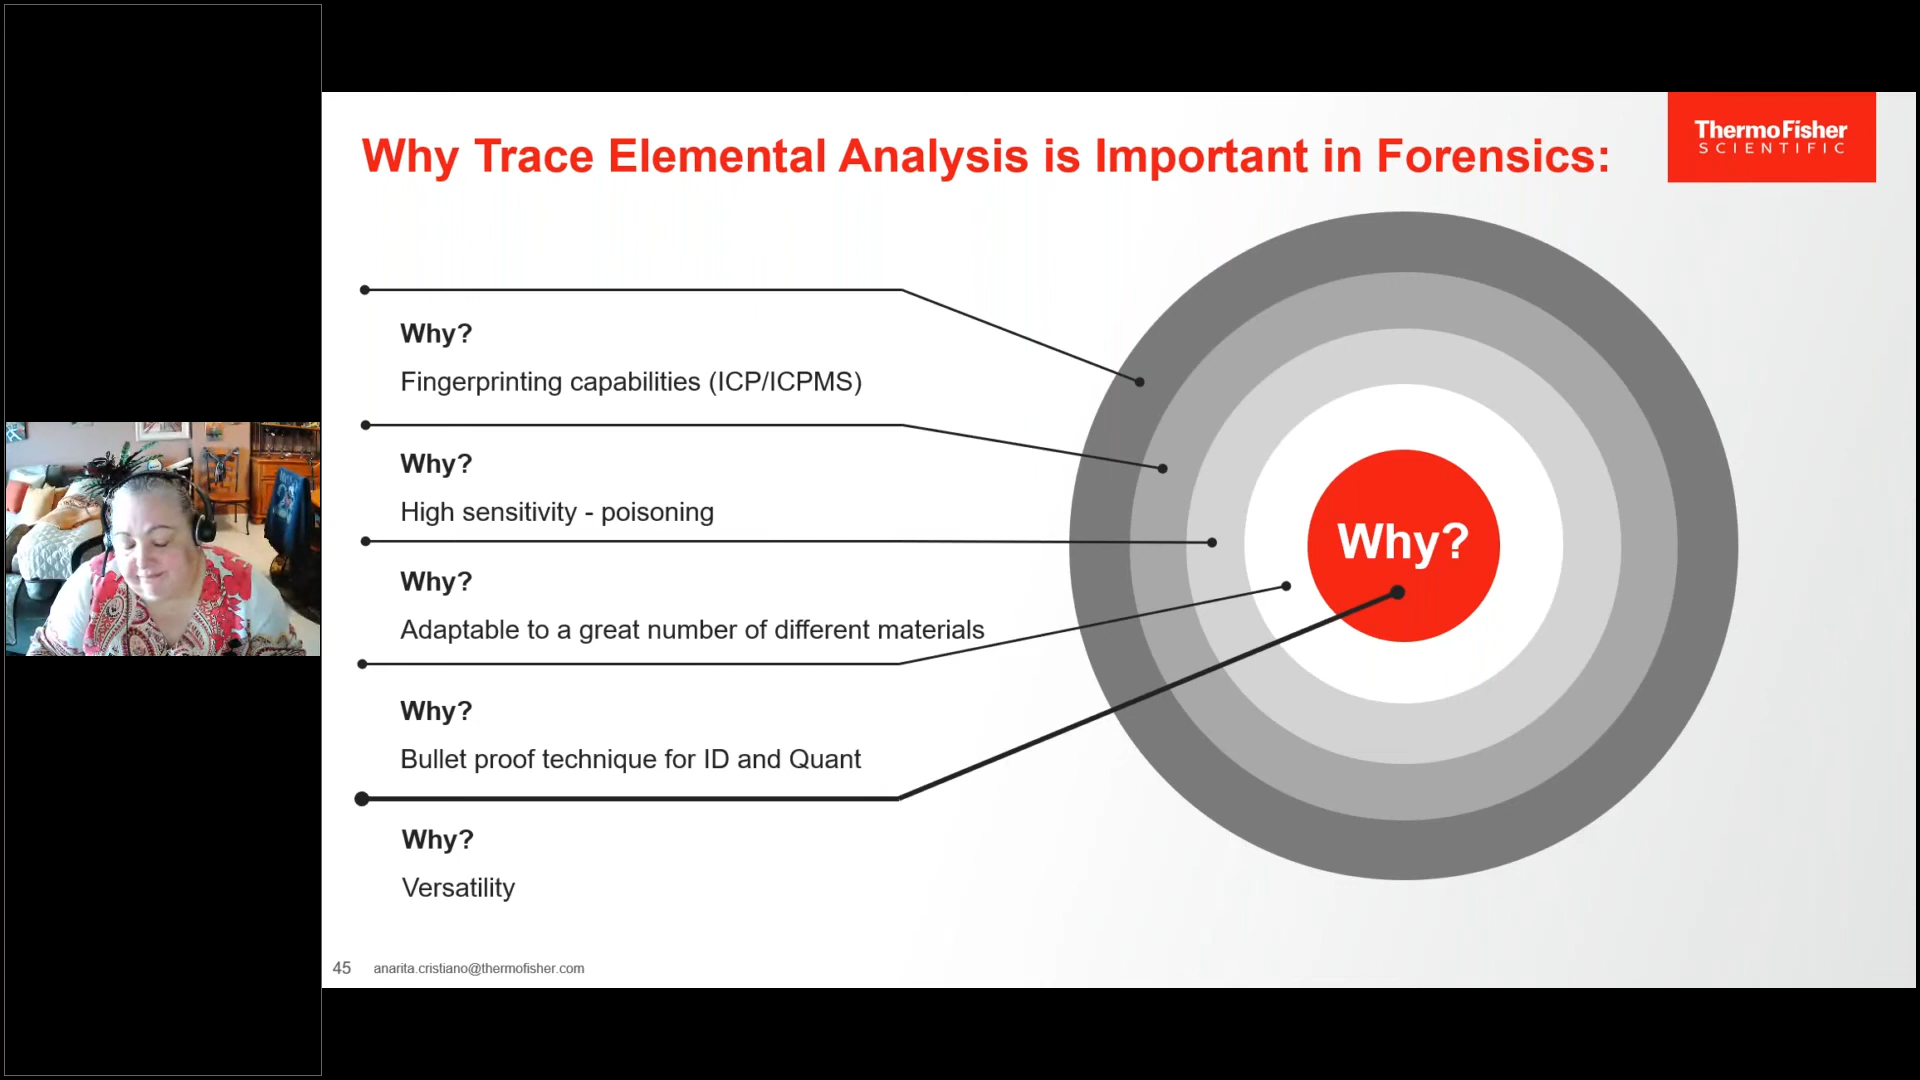 Why Trace Elemental Analysis is Important in Forensics:
ThermoFisher
SCIENTIFIC
Why?
Fingerprinting capabilities (ICP/ICPMS)
Why?
High sensitivity - poisoning
Why?
Adaptable to a great number of different materials
Why?
Bullet proof technique for ID and Quant
Why?
Versatility
Why?
45 anarita.cristiano@thermofisher.com